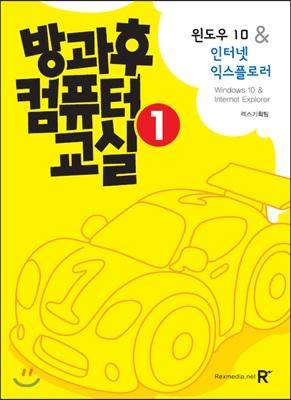 방과후
컴퓨터
교실
1
윈도우 10 &
인터넷
익스플로러
Windows 10 &
Internet Explorer
렉스기획팀
1
Rexmedia.net R